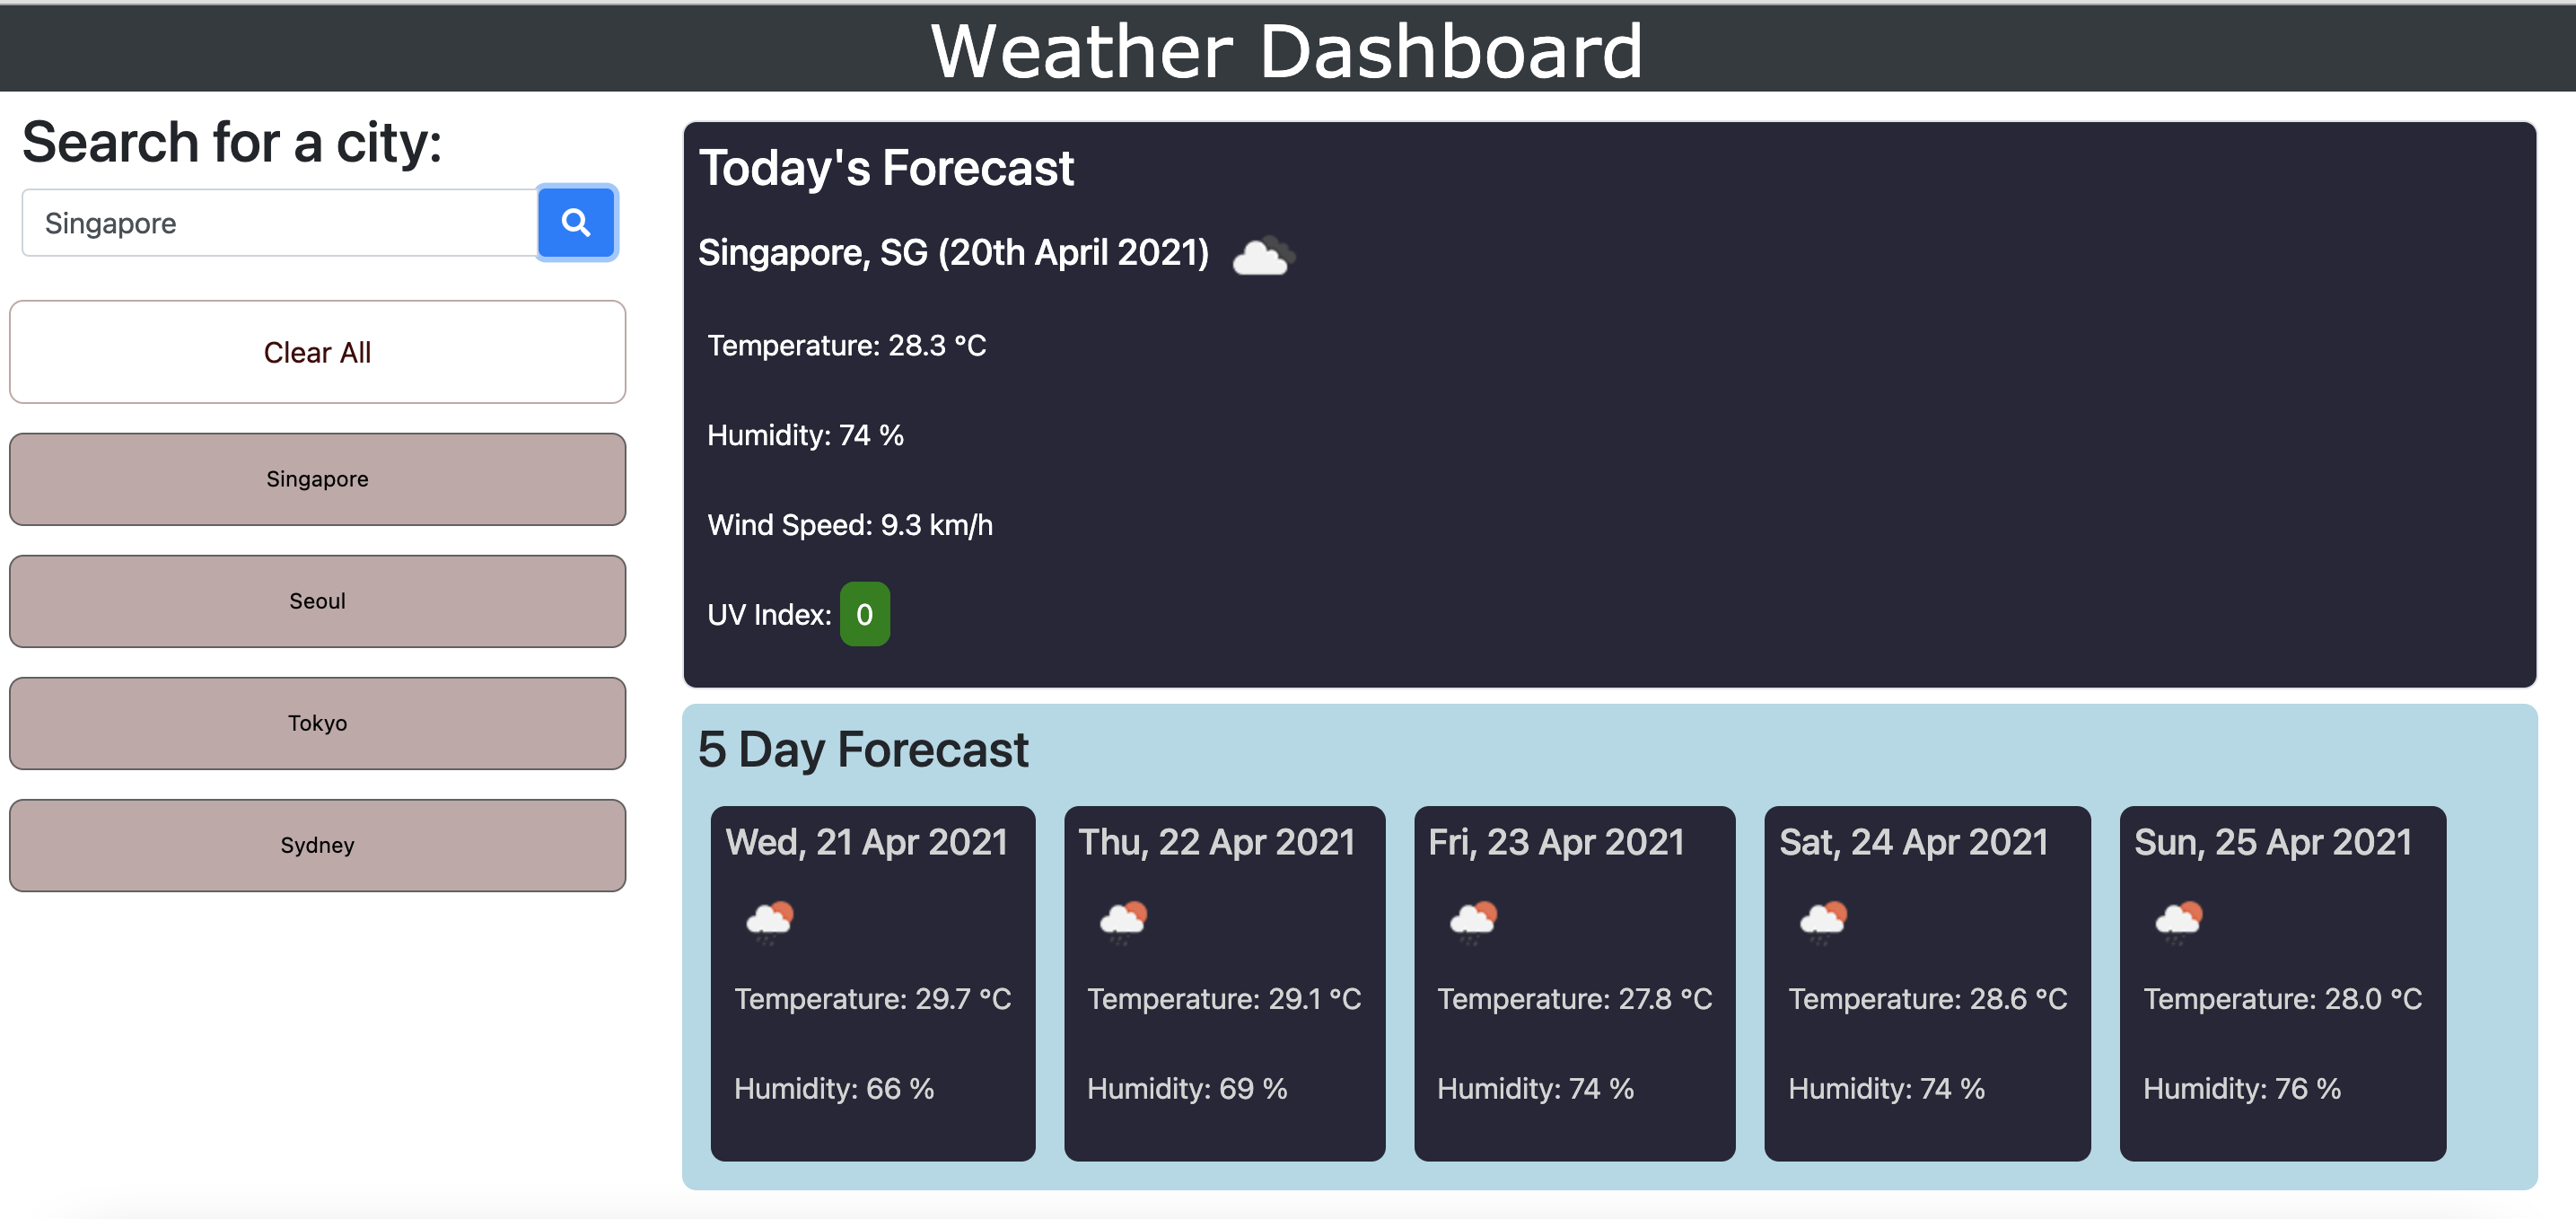 Weather Dashboard
Search for a city:
Singapore
Clear All
Singapore
Seoul
Tokyo
Sydney
Today's Forecast
Singapore, SG (20th April 2021)
Temperature: 28.3 °C
Humidity: 74 %
Wind Speed: 9.3 km/h
UV Index: 0
5 Day Forecast
Wed, 21 Apr 2021
Temperature: 29.7 °C
Humidity: 66 %
Thu, 22 Apr 2021
Temperature: 29.1 °C
Humidity: 69 %
Fri, 23 Apr 2021
Temperature: 27.8 °C
Humidity: 74 %
Sat, 24 Apr 2021
Temperature: 28.6 °C
Humidity: 74 %
Sun, 25 Apr 2021
Temperature: 28.0 °C
Humidity: 76 %